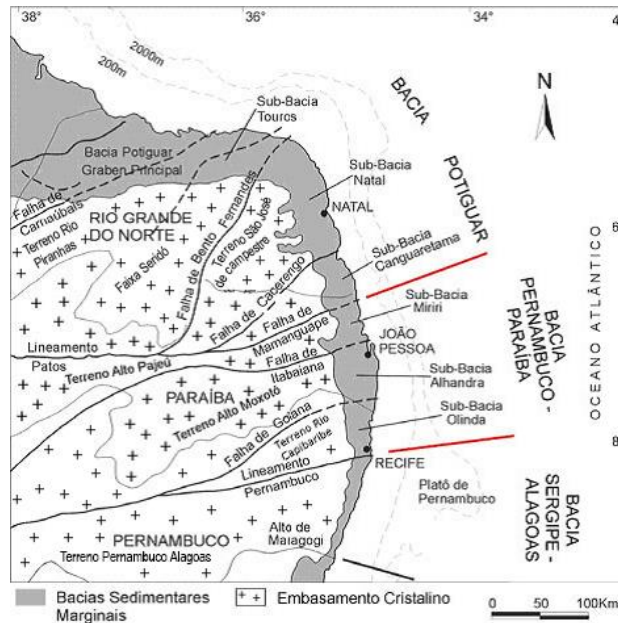 38°
36°
34°
4
2000m
200m
BACIA
POTIGUAR
N
Sub-Bacia
Touros
Bacia Potiguar
Graben Principal
Sub-Bacia
Natal
NATAL
Falha de
Carnaubais
Terreno Rio
Piranhas
RIO GRANDE
DO NORTE
Faixa Seridó
Falha de Bento Fernandes
Terreno São José
de campestre
Falha de Cacerengo
6
Sub-Bacia
Canguaretama
Sub-Bacia
Miriri
Lineamento
Patos
Terreno Alto Pajeú
Falha de
Mamanguape
Falha de
Itabaiana
JOÃO
PESSOA
BACIA
PERNAMBUCO -
PARAÍBA
OCEANO ATLÂNTICO
PARAÍBA
Terreno Alto Moxotó
Sub-Bacia
Alhandra
Sub-Bacia
Olinda
Falha de Goiana
Terreno Rio
Capibaribe
8
Lineamento
Pernambuco
RECIFE
Platô de
Pernambuco
BACIA
SERGIPE -
ALAGOAS
PERNAMBUCO
Terreno Pernambuco Alagoas
Alto de
Maragogi
Bacias Sedimentares
Marginais
Embasamento Cristalino
0 50 100Km